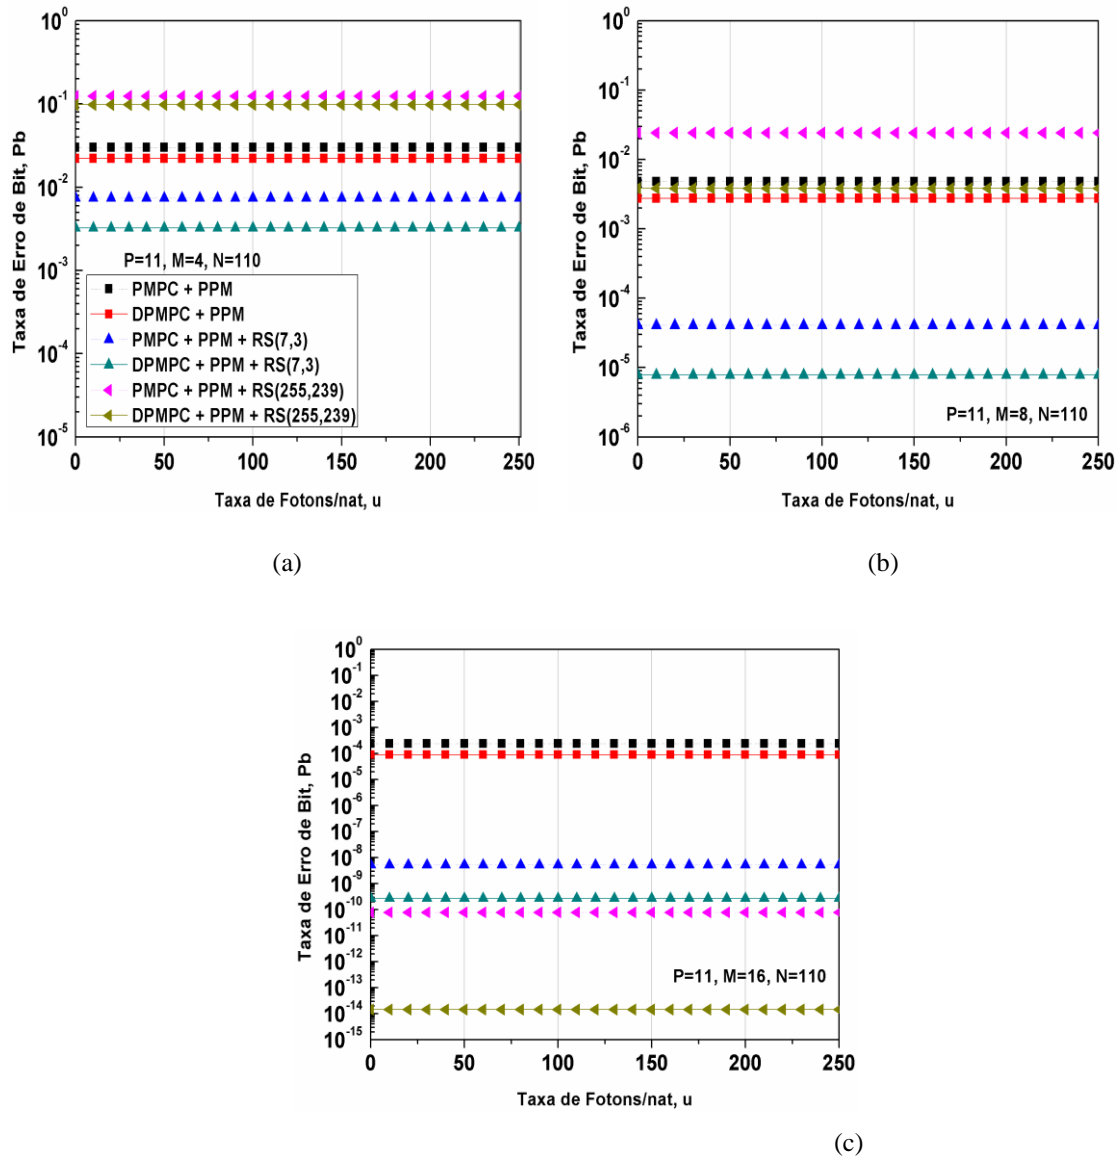 10^0
10^-1
10^-2
10^-3
10^-4
10^-5
Taxa de Erro de Bit, Pb
P=11, M=4, N=110
PMPC + PPM
DPMPC + PPM
PMPC + PPM + RS(7,3)
DPMPC + PPM + RS(7,3)
PMPC + PPM + RS(255,239)
DPMPC + PPM + RS(255,239)
0 50 100 150 200 250
Taxa de Fotons/nat, u
(a)
10^0
10^-1
10^-2
10^-3
10^-4
10^-5
10^-6
Taxa de Erro de Bit, Pb
P=11, M=8, N=110
0 50 100 150 200 250
Taxa de Fotons/nat, u
(b)
10^0
10^-1
10^-2
10^-3
10^-4
10^-5
10^-6
10^-7
10^-8
10^-9
10^-10
10^-11
10^-12
10^-13
10^-14
10^-15
Taxa de Erro de Bit, Pb
P=11, M=16, N=110
0 50 100 150 200 250
Taxa de Fotons/nat, u
(c)